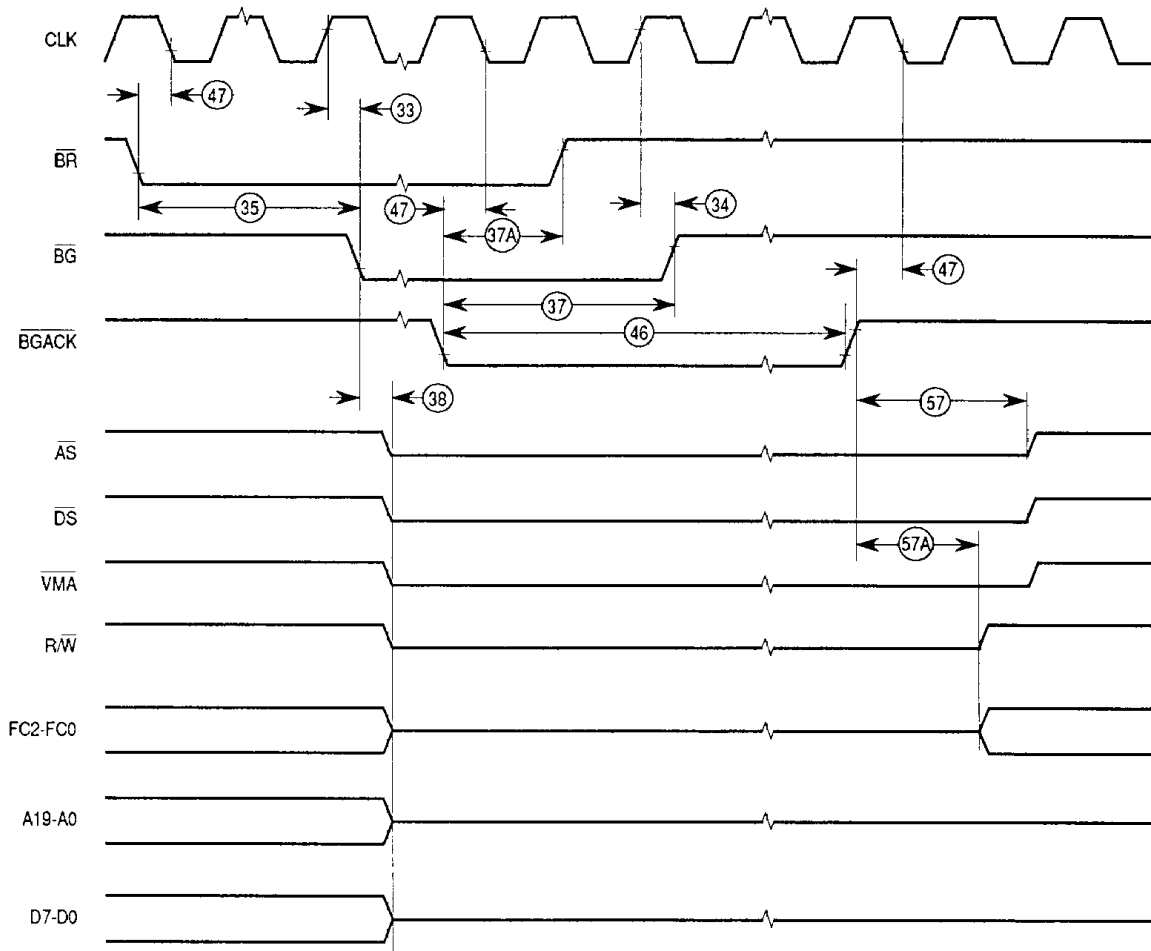 CLK
47
33
BR
35
47
37A
34
BG
47
37
BGACK
46
38
57
AS
DS
57A
VMA
R/W
FC2-FC0
A19-A0
D7-D0